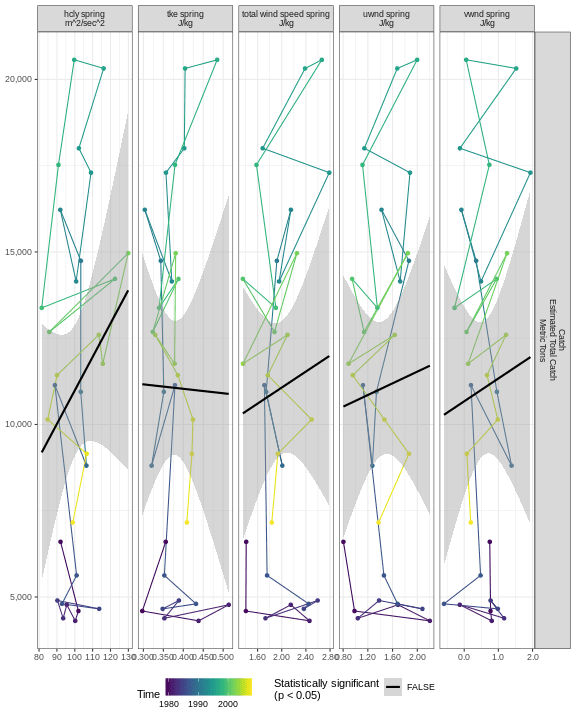 hcly spring
m^2/sec^2
tke spring
J/kg
total wind speed spring
J/kg
uwnd spring
J/kg
vwnd spring
J/kg
20,000
15,000
10,000
5,000
Catch
Estimated Total Catch
Metric Tons
80 90 100 110 120 130
0.300 0.350 0.400 0.450 0.500
1.60 2.00 2.40 2.80
0.80 1.20 1.60 2.00
0.0 1.0 2.0
Time
1980 1990 2000
Statistically significant
(p < 0.05)
FALSE